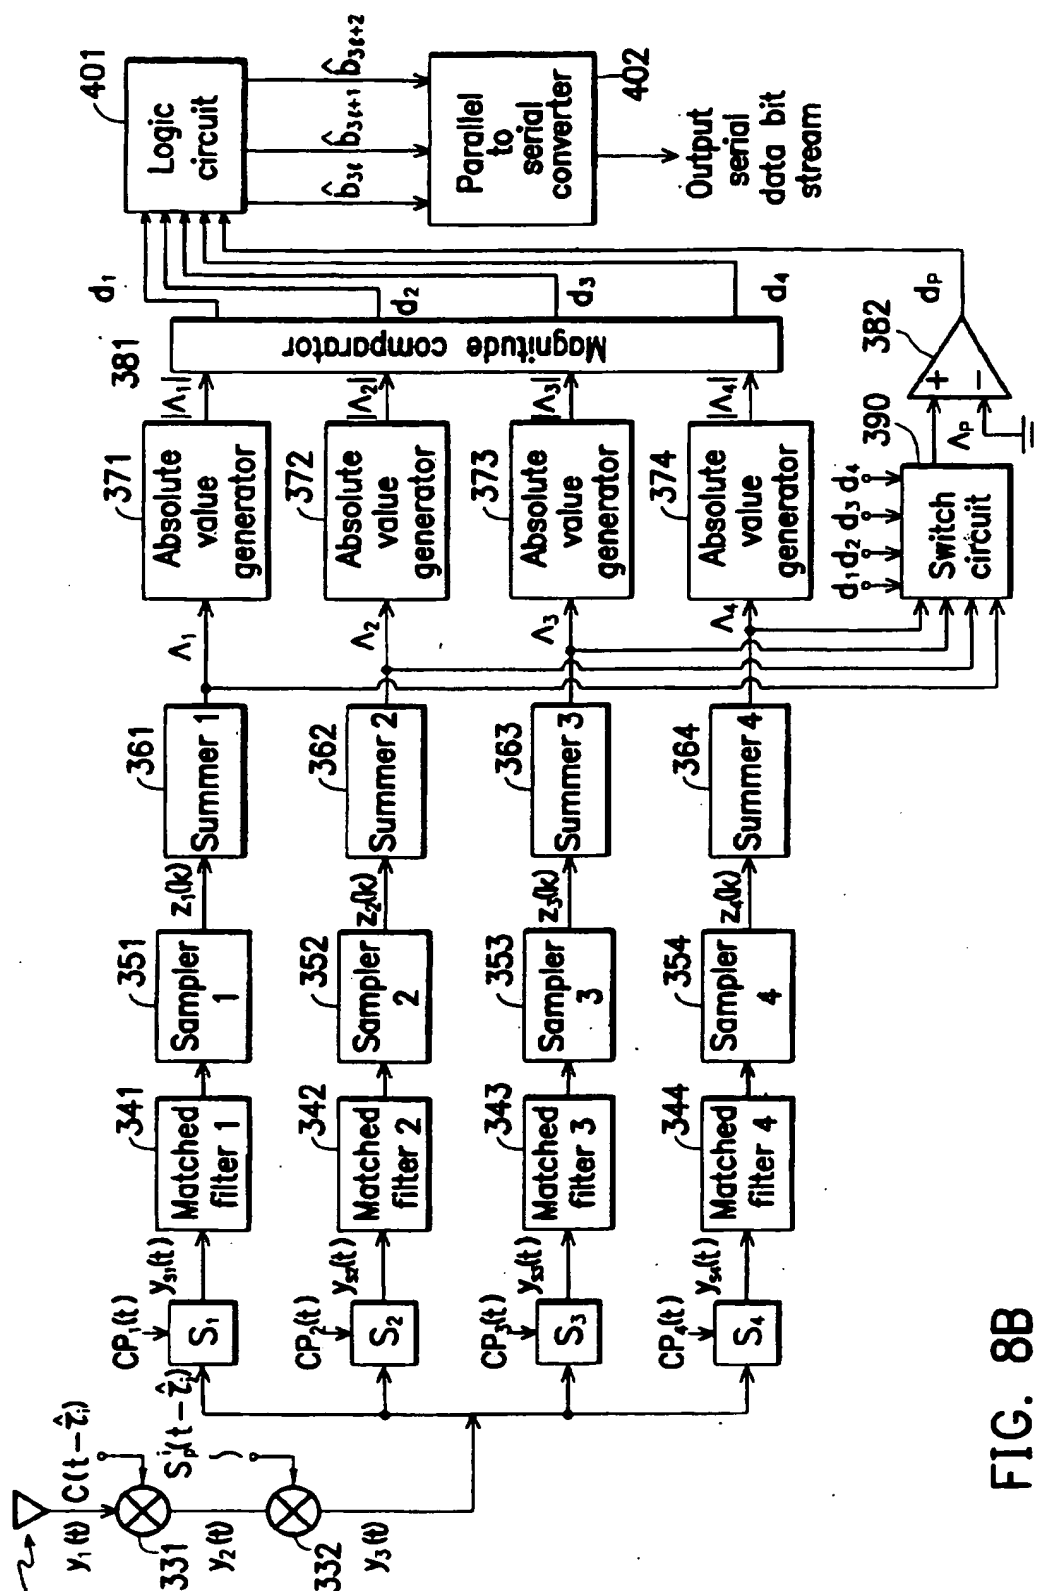 y₁(t)
C(t-τ̂ᵢ)
331
y₂(t)
S'ₚ(t-τ̂ᵢ)
332
y₃(t)
CP₁(t)
S₁
yₛ₁(t)
341
Matched
filter 1
351
Sampler
1
z₁(k)
361
Summer 1
Λ₁
371
Absolute
value
generator
|Λ₁|
CP₂(t)
S₂
yₛ₂(t)
342
Matched
filter 2
352
Sampler
2
z₂(k)
362
Summer 2
Λ₂
372
Absolute
value
generator
|Λ₂|
CP₃(t)
S₃
yₛ₃(t)
343
Matched
filter 3
353
Sampler
3
z₃(k)
363
Summer 3
Λ₃
373
Absolute
value
generator
|Λ₃|
CP₄(t)
S₄
yₛ₄(t)
344
Matched
filter 4
354
Sampler
4
z₄(k)
364
Summer 4
Λ₄
374
Absolute
value
generator
|Λ₄|
381
Magnitude comparator
d₁
d₂
d₃
d₄
d₁ d₂ d₃ d₄
390
Switch
circuit
Λₚ
+
−
382
dₚ
401
Logic
circuit
b̂₃ℓ
b̂₃ℓ₊₁
b̂₃ℓ₊₂
Parallel
to
serial
converter
402
Output
serial
data bit
stream
FIG. 8B